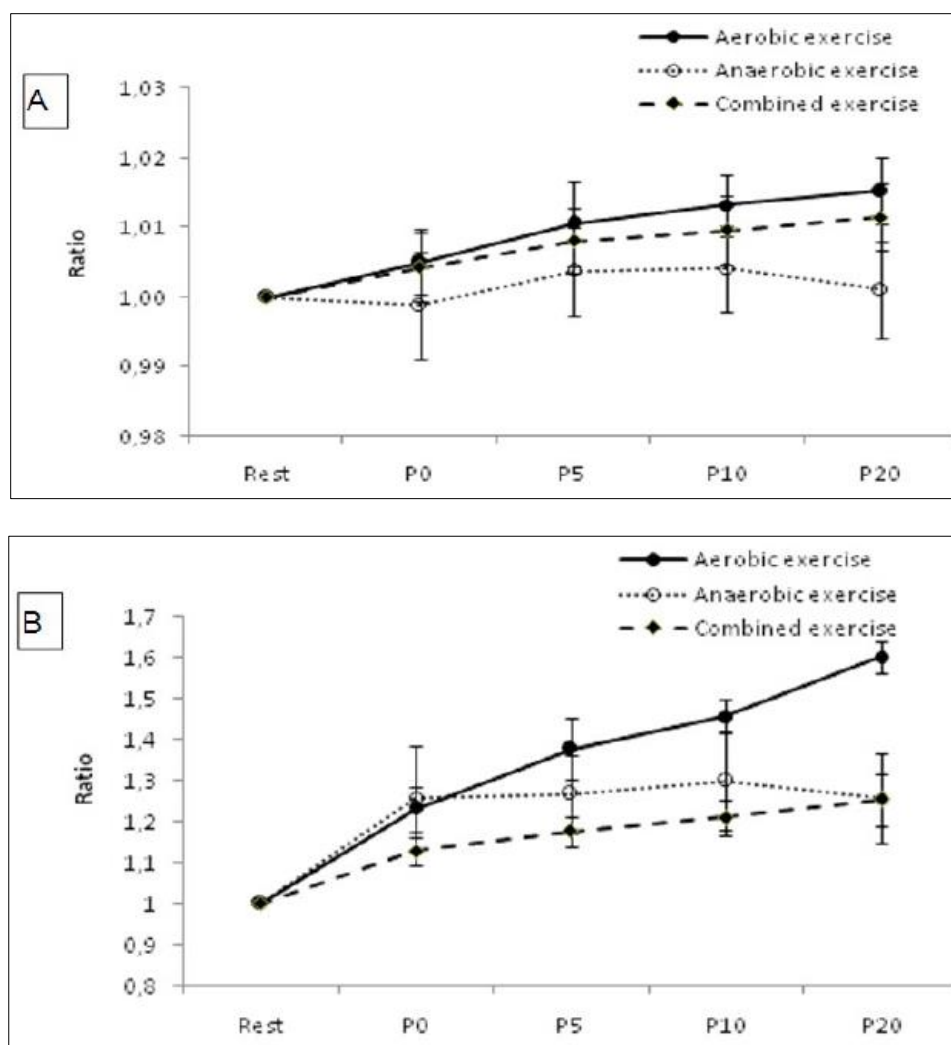 A
Aerobic exercise
Anaerobic exercise
Combined exercise
1,03
1,02
1,01
1,00
0,99
0,98
Ratio
Rest P0 P5 P10 P20
B
Aerobic exercise
Anaerobic exercise
Combined exercise
1,7
1,6
1,5
1,4
1,3
1,2
1,1
1
0,9
0,8
Ratio
Rest P0 P5 P10 P20